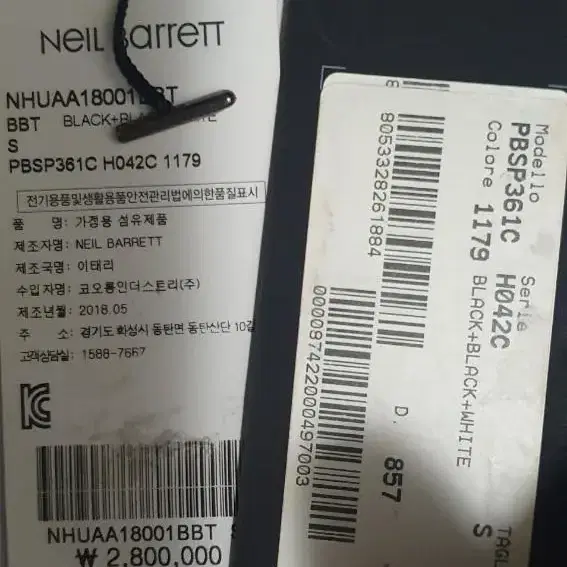 NEIL BARRETT
NHUAA18001BBT
BBT BLACK+BLACK+WHITE
S
PBSP361C H042C 1179
전기용품및생활용품안전관리법에의한품질표시
품 명: 가정용 섬유제품
제조자명: NEIL BARRETT
제조국명: 이태리
수입자명: 코오롱인더스트리(주)
제조년월: 2018.05
주 소: 경기도 화성시 동탄면 동탄산단 10길
고객상담실: 1588-7667
NHUAA18001BBT S
₩ 2,800,000
Modello Serie
PBSP361C H042C
Colore 1179 BLACK+BLACK+WHITE
TAGL
S
8053328261884
D. 857
0000874220000497003